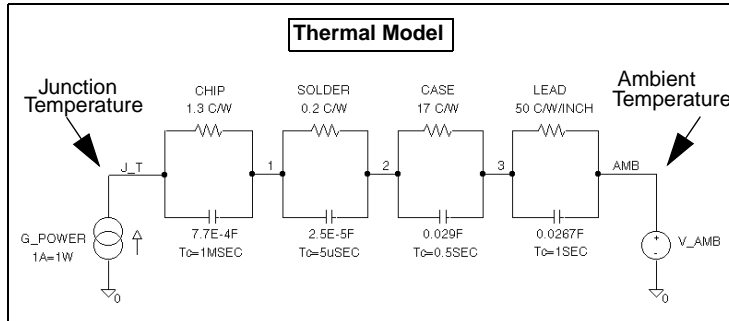 Thermal Model
Junction
Temperature
Ambient
Temperature
CHIP
1.3 C/W
SOLDER
0.2 C/W
CASE
17 C/W
LEAD
50 C/W/INCH
J_T
1
2
3
AMB
7.7E-4F
Tc=1MSEC
2.5E-5F
Tc=5uSEC
0.029F
Tc=0.5SEC
0.0267F
Tc=1SEC
G_POWER
1A=1W
V_AMB
0
0